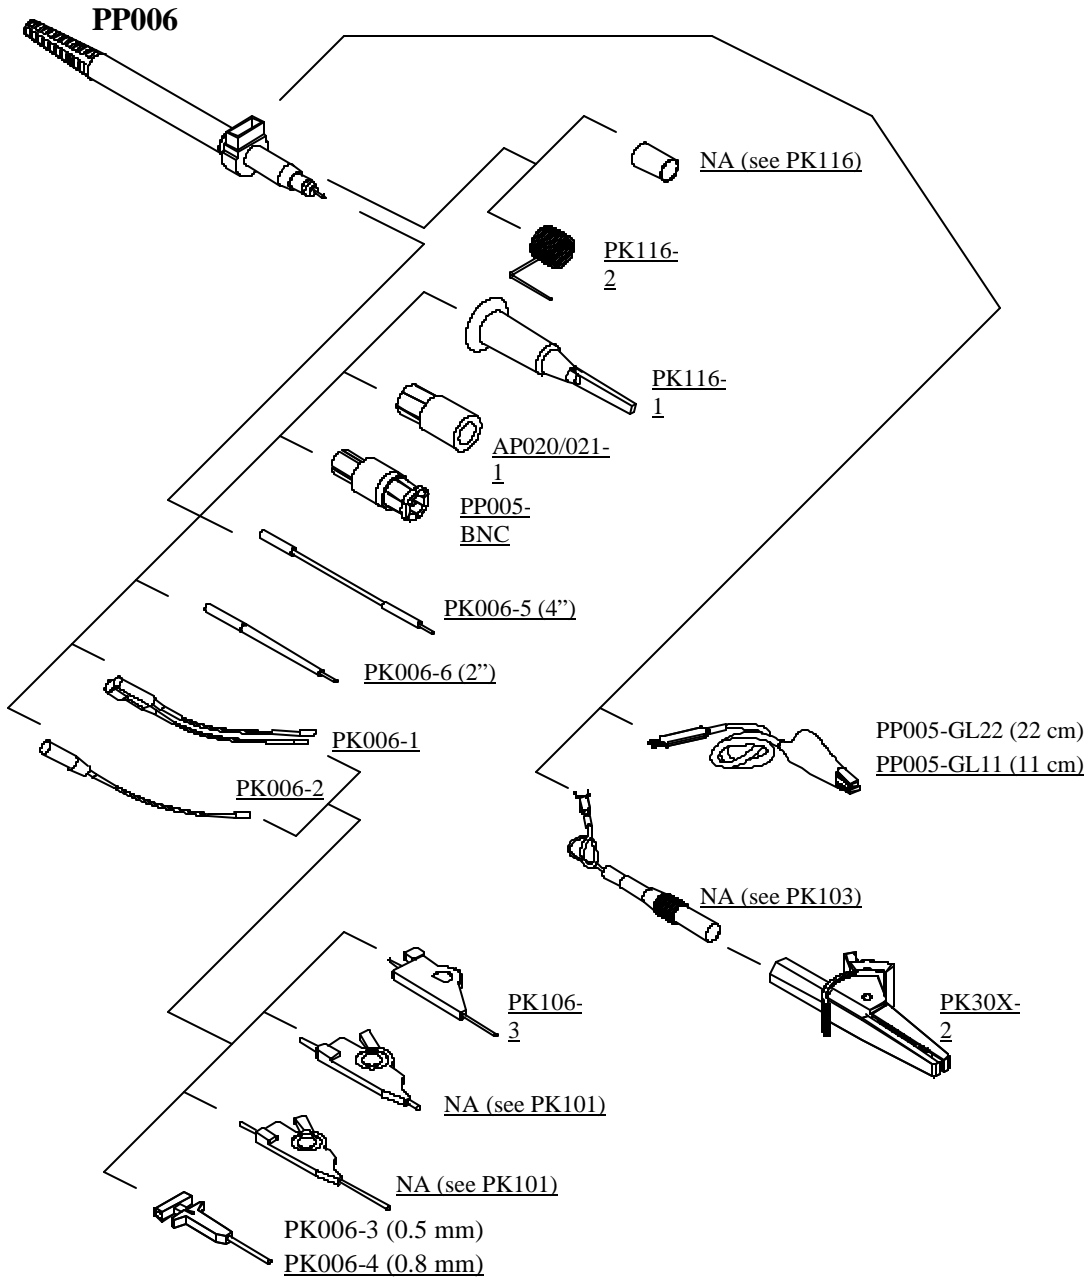 PP006
NA (see PK116)
PK116-
2
PK116-
1
AP020/021-
1
PP005-
BNC
PK006-5 (4”)
PK006-6 (2”)
PK006-1
PK006-2
PP005-GL22 (22 cm)
PP005-GL11 (11 cm)
NA (see PK103)
PK30X-
2
PK106-
3
NA (see PK101)
NA (see PK101)
PK006-3 (0.5 mm)
PK006-4 (0.8 mm)